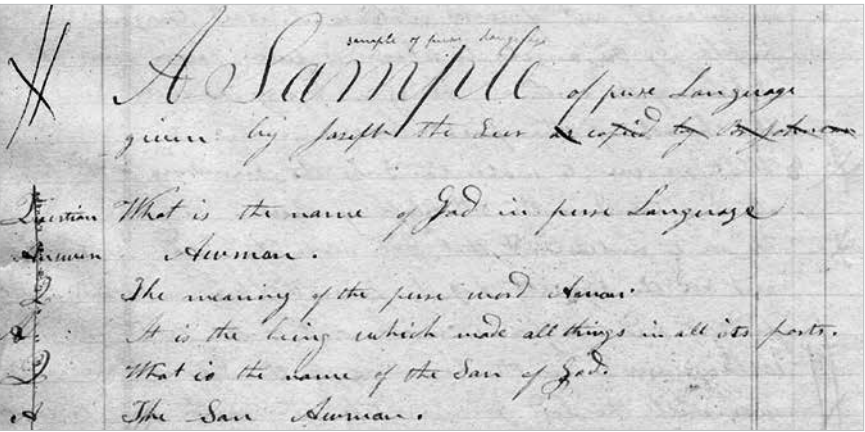 sample of pure Language
A Sample of pure Language
given by Joseph the Seer as copied by Br Johnson
Question What is the name of God in pure Language
Answer Awman.
Q The meaning of the pure word
A It is the being which made all things in all its parts.
Q What is the name of the Son of God.
A The Son Awman.